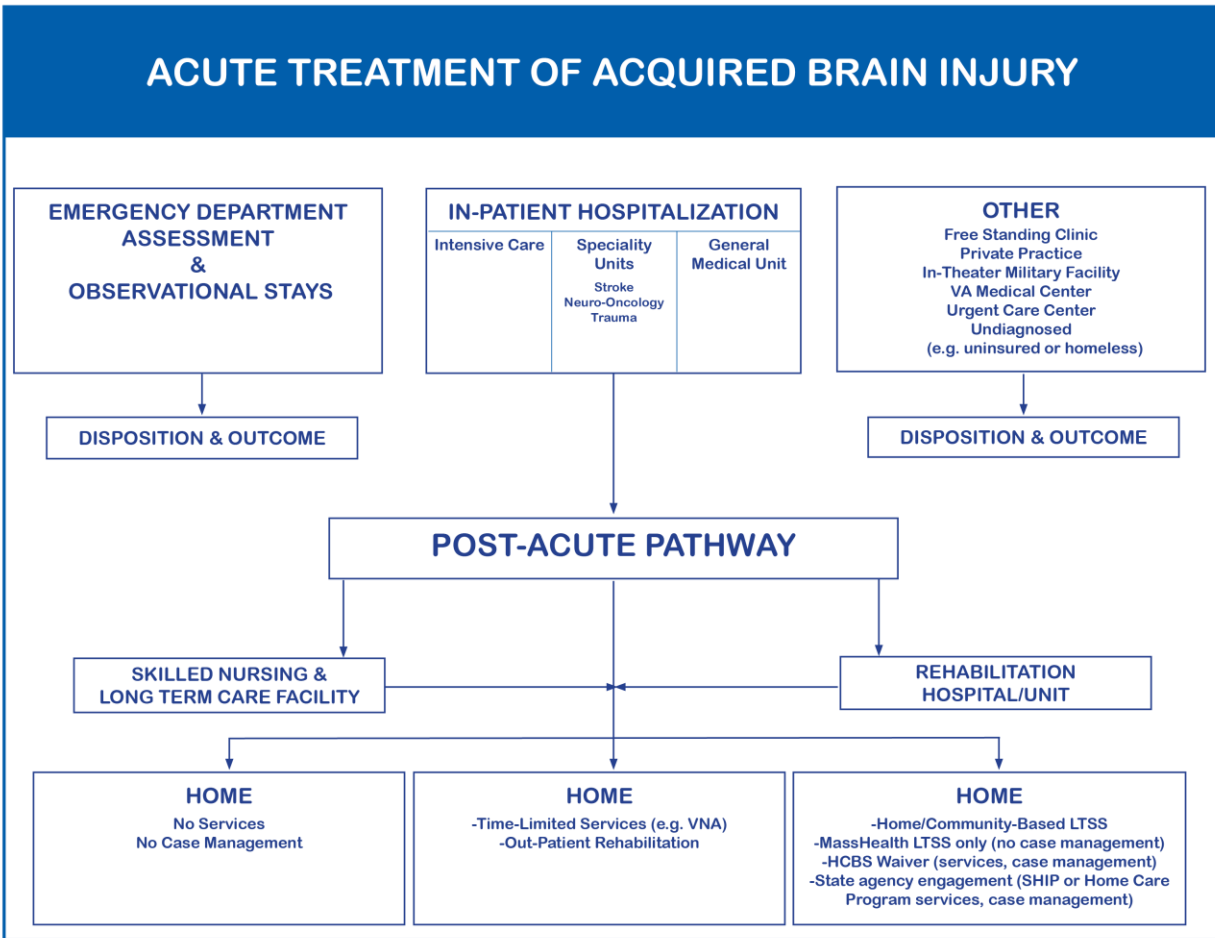 ACUTE TREATMENT OF ACQUIRED BRAIN INJURY
EMERGENCY DEPARTMENT
ASSESSMENT
&
OBSERVATIONAL STAYS
IN-PATIENT HOSPITALIZATION
Intensive Care
Speciality
Units
Stroke
Neuro-Oncology
Trauma
General
Medical Unit
OTHER
Free Standing Clinic
Private Practice
In-Theater Military Facility
VA Medical Center
Urgent Care Center
Undiagnosed
(e.g. uninsured or homeless)
DISPOSITION & OUTCOME
DISPOSITION & OUTCOME
POST-ACUTE PATHWAY
SKILLED NURSING &
LONG TERM CARE FACILITY
REHABILITATION
HOSPITAL/UNIT
HOME
No Services
No Case Management
HOME
-Time-Limited Services (e.g. VNA)
-Out-Patient Rehabilitation
HOME
-Home/Community-Based LTSS
-MassHealth LTSS only (no case management)
-HCBS Waiver (services, case management)
-State agency engagement (SHIP or Home Care
Program services, case management)